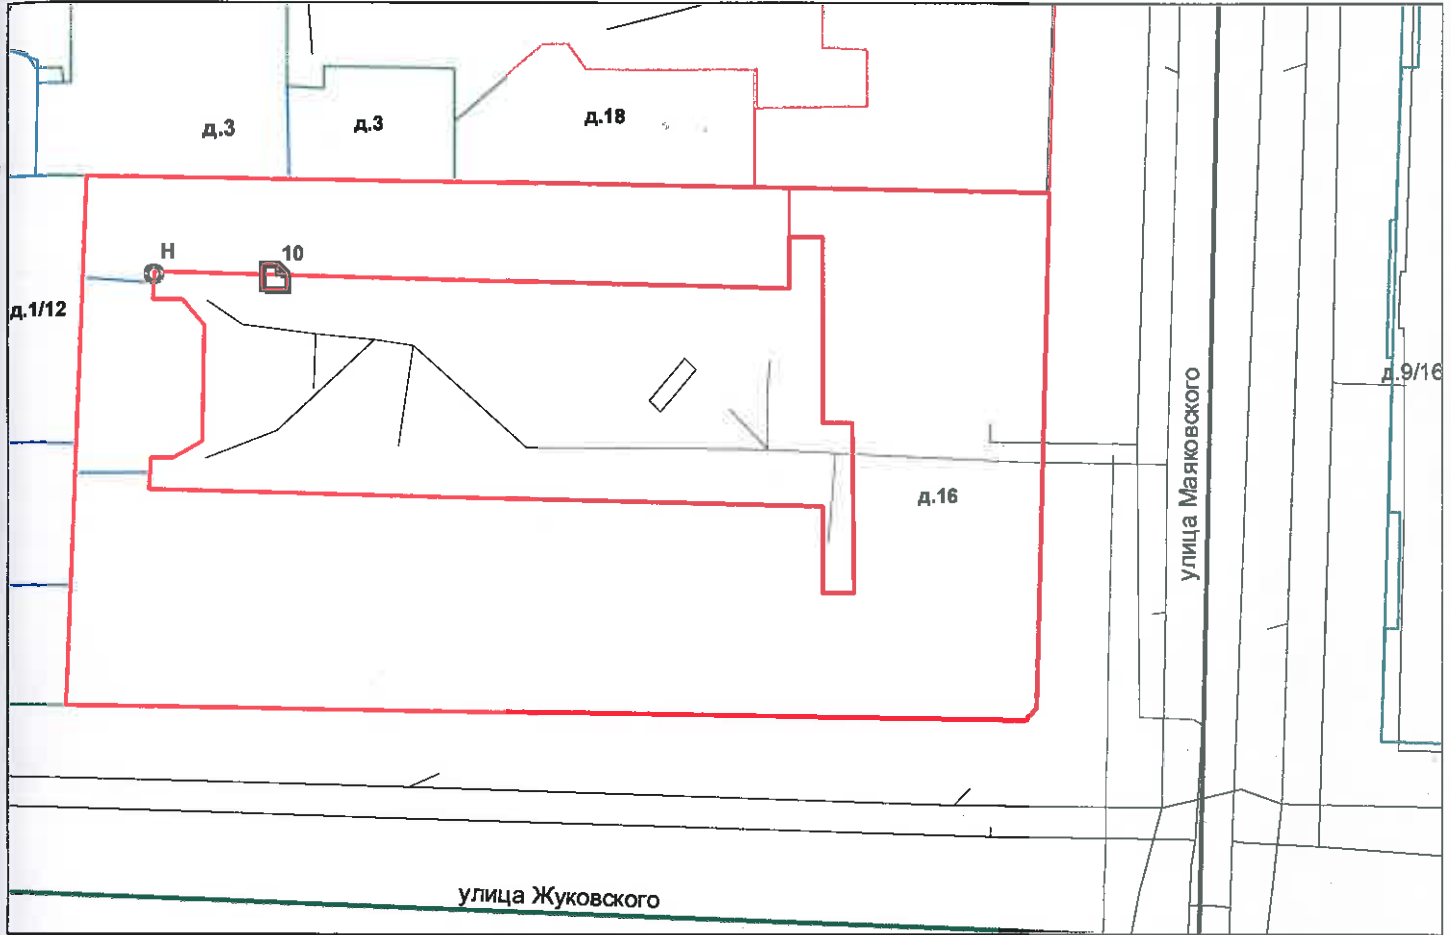 д.3
д.3
д.18
Н
10
д.1/12
д.9/16
улица Маяковского
д.16
улица Жуковского